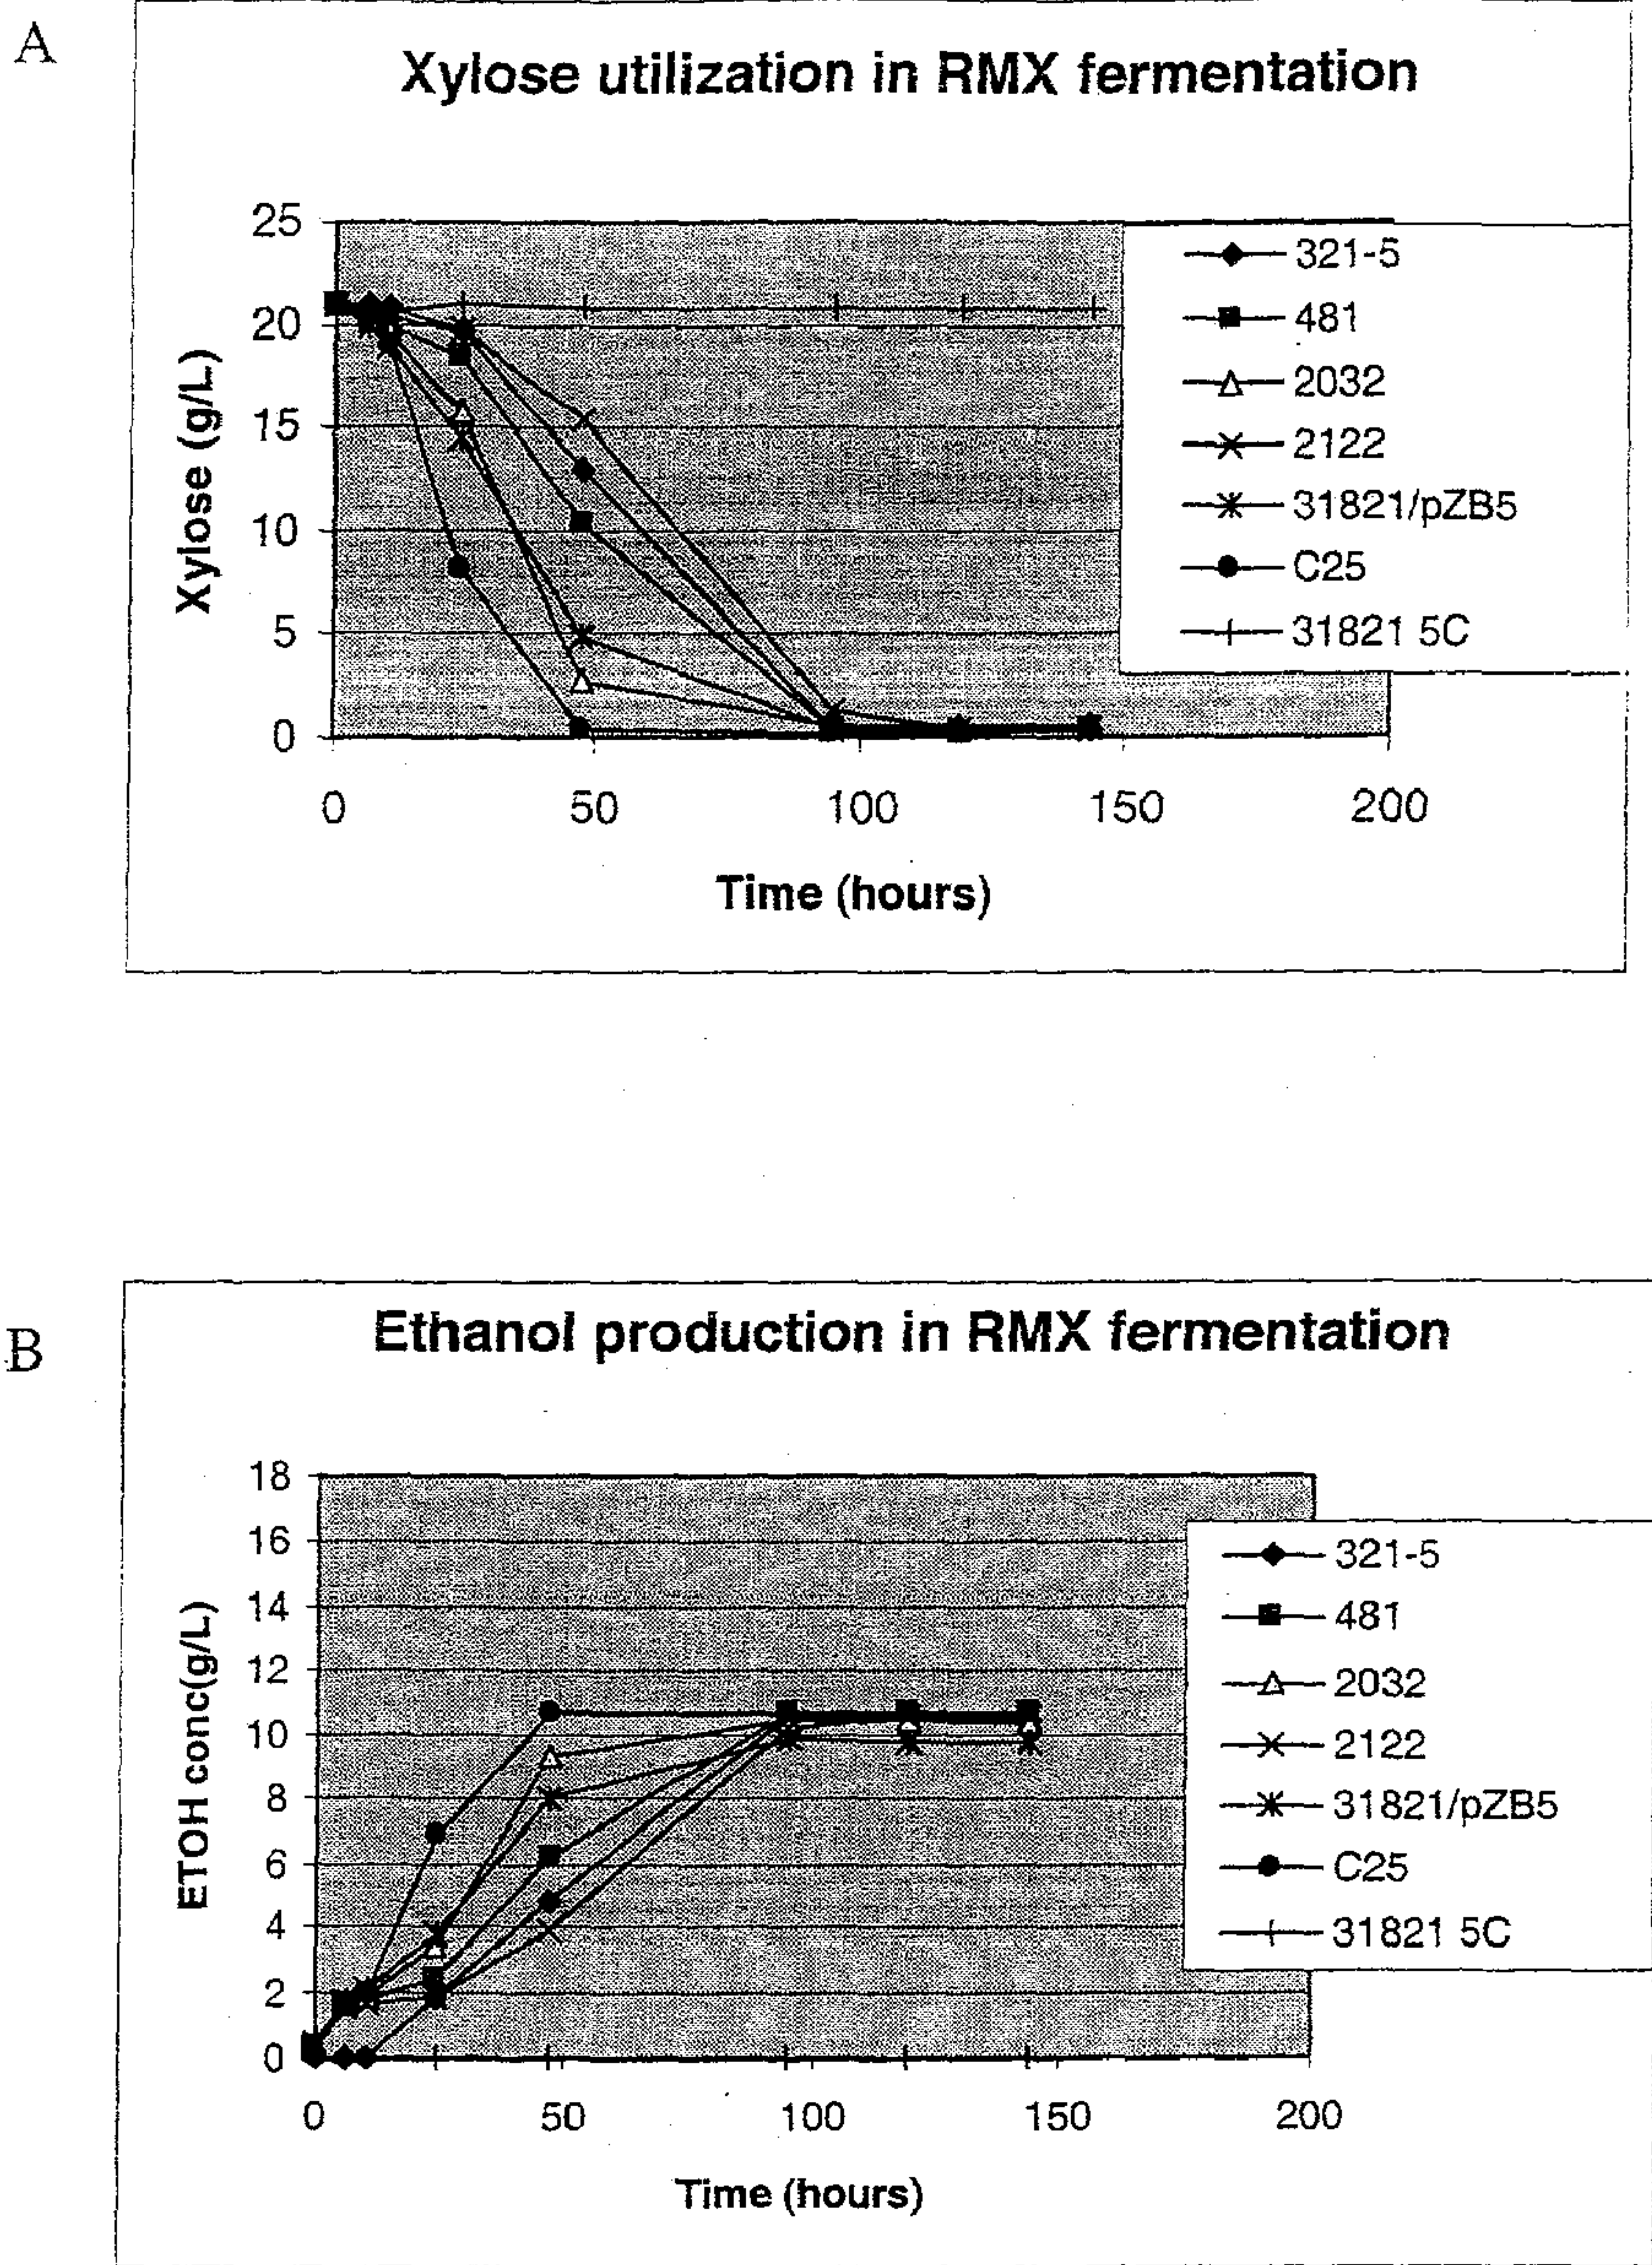 A
Xylose utilization in RMX fermentation
25
20
15
10
5
0
Xylose (g/L)
0 50 100 150 200
Time (hours)
321-5
481
2032
2122
31821/pZB5
C25
31821 5C
B
Ethanol production in RMX fermentation
18
16
14
12
10
8
6
4
2
0
ETOH conc(g/L)
0 50 100 150 200
Time (hours)
321-5
481
2032
2122
31821/pZB5
C25
31821 5C